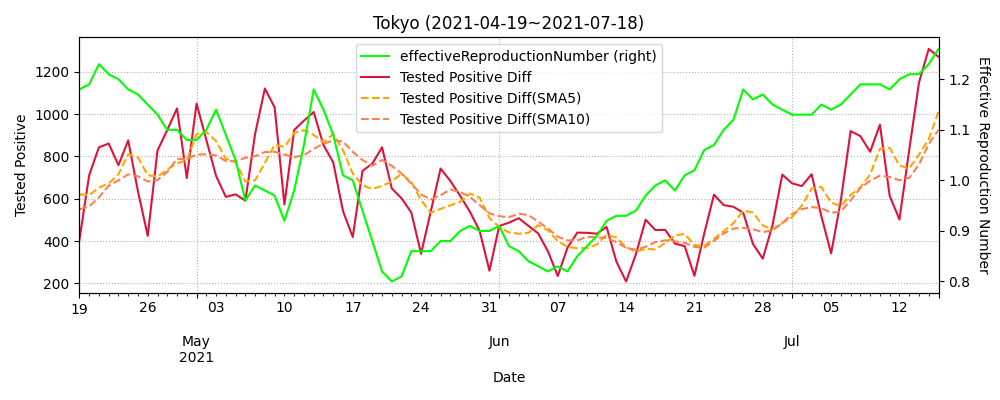 Tokyo (2021-04-19~2021-07-18)
effectiveReproductionNumber (right)
Tested Positive Diff
Tested Positive Diff(SMA5)
Tested Positive Diff(SMA10)
Tested Positive
1200
1000
800
600
400
200
Effective Reproduction Number
1.2
1.1
1.0
0.9
0.8
19 26 03 10 17 24 31 07 14 21 28 05 12
May Jun Jul
2021
Date